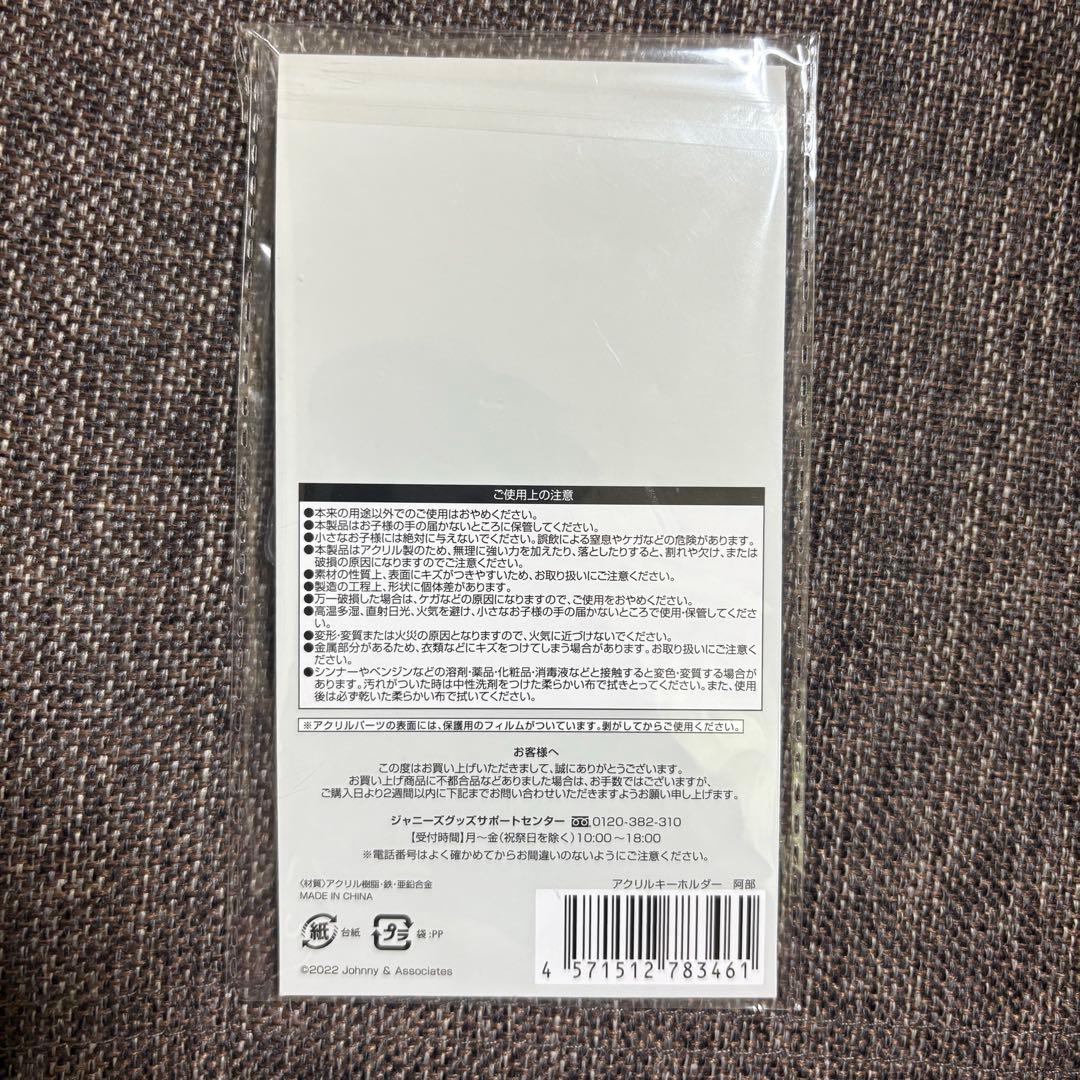 ご使用上の注意
●本来の用途以外でのご使用はおやめください。
●本製品はお子様の手の届かないところに保管してください。
●小さなお子様には絶対に与えないでください。誤飲による窒息やケガなどの危険があります。
●本製品はアクリル製のため、無理に強い力を加えたり、落としたりすると、割れや欠け、または
破損の原因になりますのでご注意ください。
●素材の性質上、表面にキズがつきやすいため、お取り扱いにご注意ください。
●製造の工程上、形状に個体差があります。
●万一破損した場合は、ケガなどの原因になりますので、ご使用をおやめください。
●高温多湿、直射日光、火気を避け、小さなお子様の手の届かないところで使用・保管してくださ
い。
●変形・変質または火災の原因となりますので、火気に近づけないでください。
●金属部分があるため、衣類などにキズをつけてしまう場合があります。お取り扱いにご注意く
ださい。
●シンナーやベンジンなどの溶剤・薬品・化粧品・消毒液などと接触すると変色・変質する場合が
あります。汚れがついた時は中性洗剤をつけた柔らかい布で拭きとってください。また、使用
後は必ず乾いた柔らかい布で拭いてください。
※アクリルパーツの表面には、保護用のフィルムがついています。剥がしてからご使用ください。
お客様へ
この度はお買い上げいただきまして、誠にありがとうございます。
お買い上げ商品に不都合品などありました場合は、お手数ではございますが、
ご購入日より2週間以内に下記までお問い合わせいただきますようお願い申し上げます。
ジャニーズグッズサポートセンター 0120-382-310
【受付時間】月～金(祝祭日を除く)10:00～18:00
※電話番号はよく確かめてからお間違いのないようにご注意ください。
〈材質〉アクリル樹脂・鉄・亜鉛合金
MADE IN CHINA
アクリルキーホルダー 阿部
紙 台紙 プラ 袋:PP
4 571512 783461
©2022 Johnny & Associates